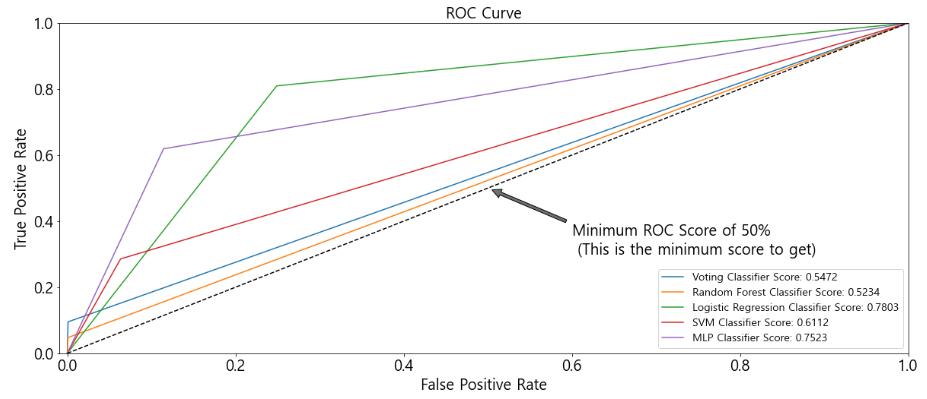 ROC Curve
1.0
0.8
0.6
0.4
0.2
0.0
True Positive Rate
Minimum ROC Score of 50%
(This is the minimum score to get)
Voting Classifier Score: 0.5472
Random Forest Classifier Score: 0.5234
Logistic Regression Classifier Score: 0.7803
SVM Classifier Score: 0.6112
MLP Classifier Score: 0.7523
0.0 0.2 0.4 0.6 0.8 1.0
False Positive Rate